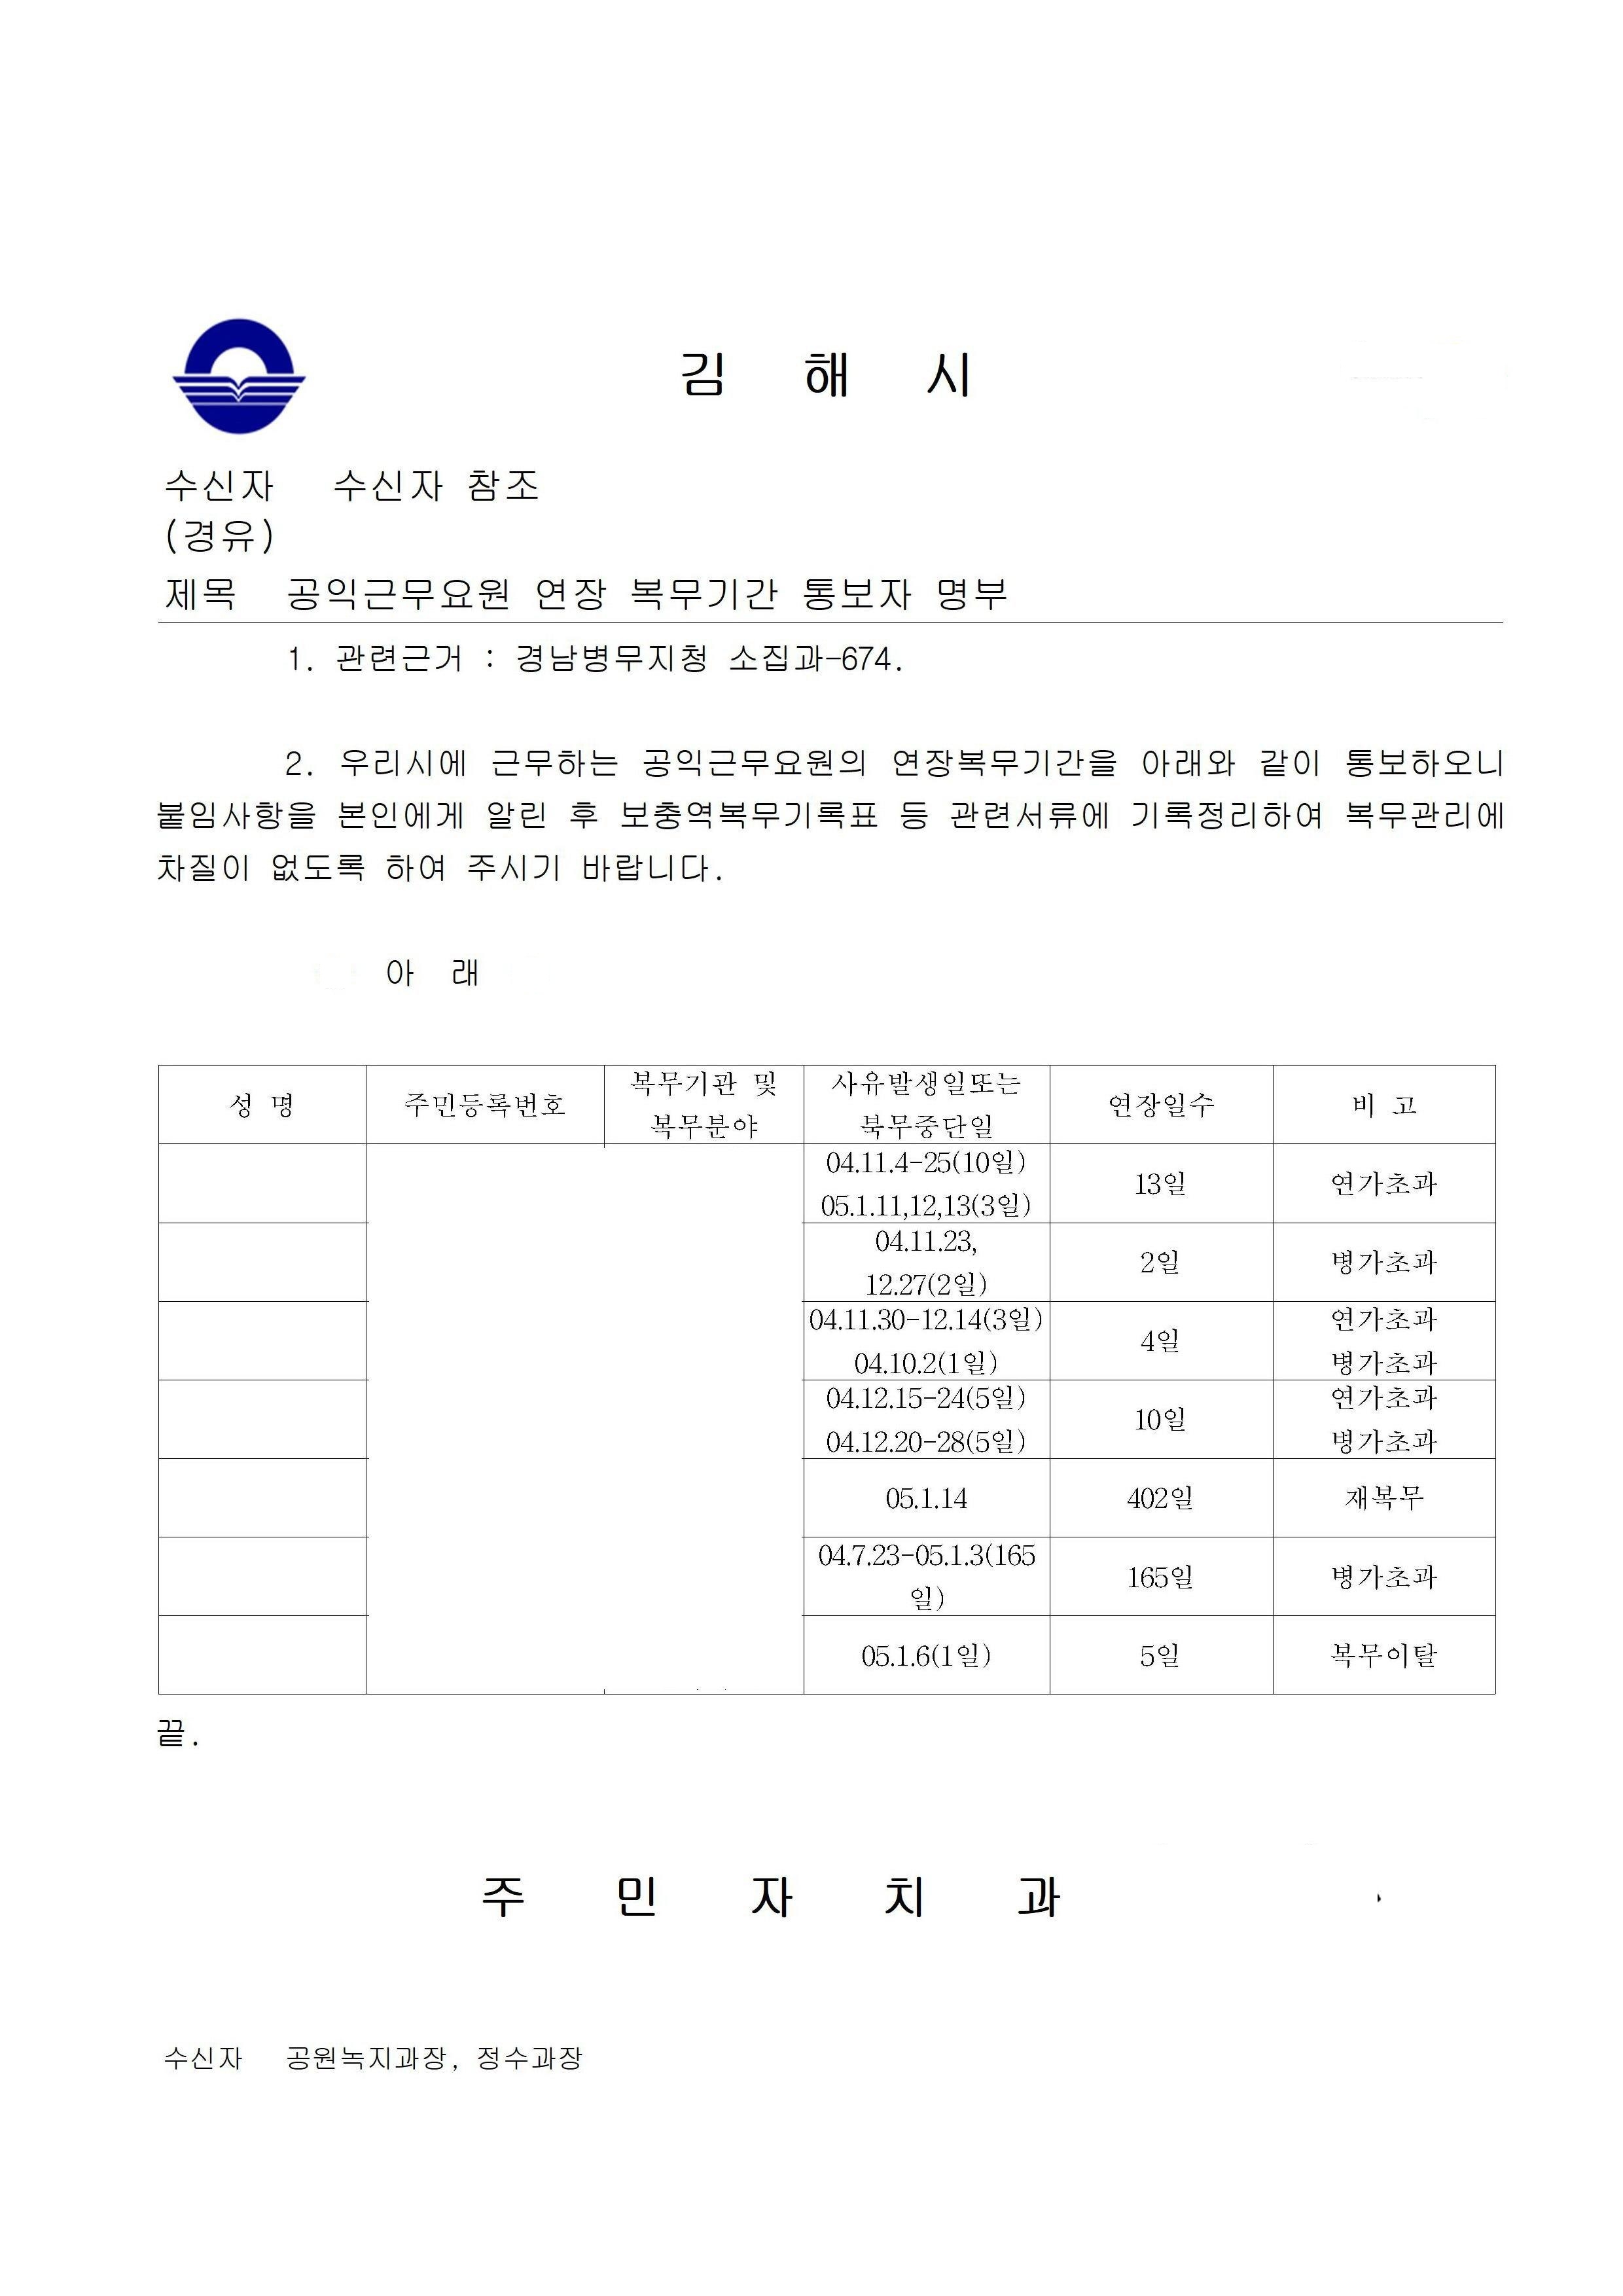 김 해 시
수신자 수신자 참조
(경유)
제목 공익근무요원 연장 복무기간 통보자 명부
1. 관련근거 : 경남병무지청 소집과-674.
2. 우리시에 근무하는 공익근무요원의 연장복무기간을 아래와 같이 통보하오니
붙임사항을 본인에게 알린 후 보충역복무기록표 등 관련서류에 기록정리하여 복무관리에
차질이 없도록 하여 주시기 바랍니다.
아 래
성 명 주민등록번호 복무기관 및 복무분야 사유발생일또는 북무중단일 연장일수 비 고
04.11.4-25(10일) 05.1.11,12,13(3일) 13일 연가초과
04.11.23, 12.27(2일) 2일 병가초과
04.11.30-12.14(3일) 04.10.2(1일) 4일 연가초과 병가초과
04.12.15-24(5일) 04.12.20-28(5일) 10일 연가초과 병가초과
05.1.14 402일 재복무
04.7.23-05.1.3(165일) 165일 병가초과
05.1.6(1일) 5일 복무이탈
끝.
주 민 자 치 과
수신자 공원녹지과장, 정수과장